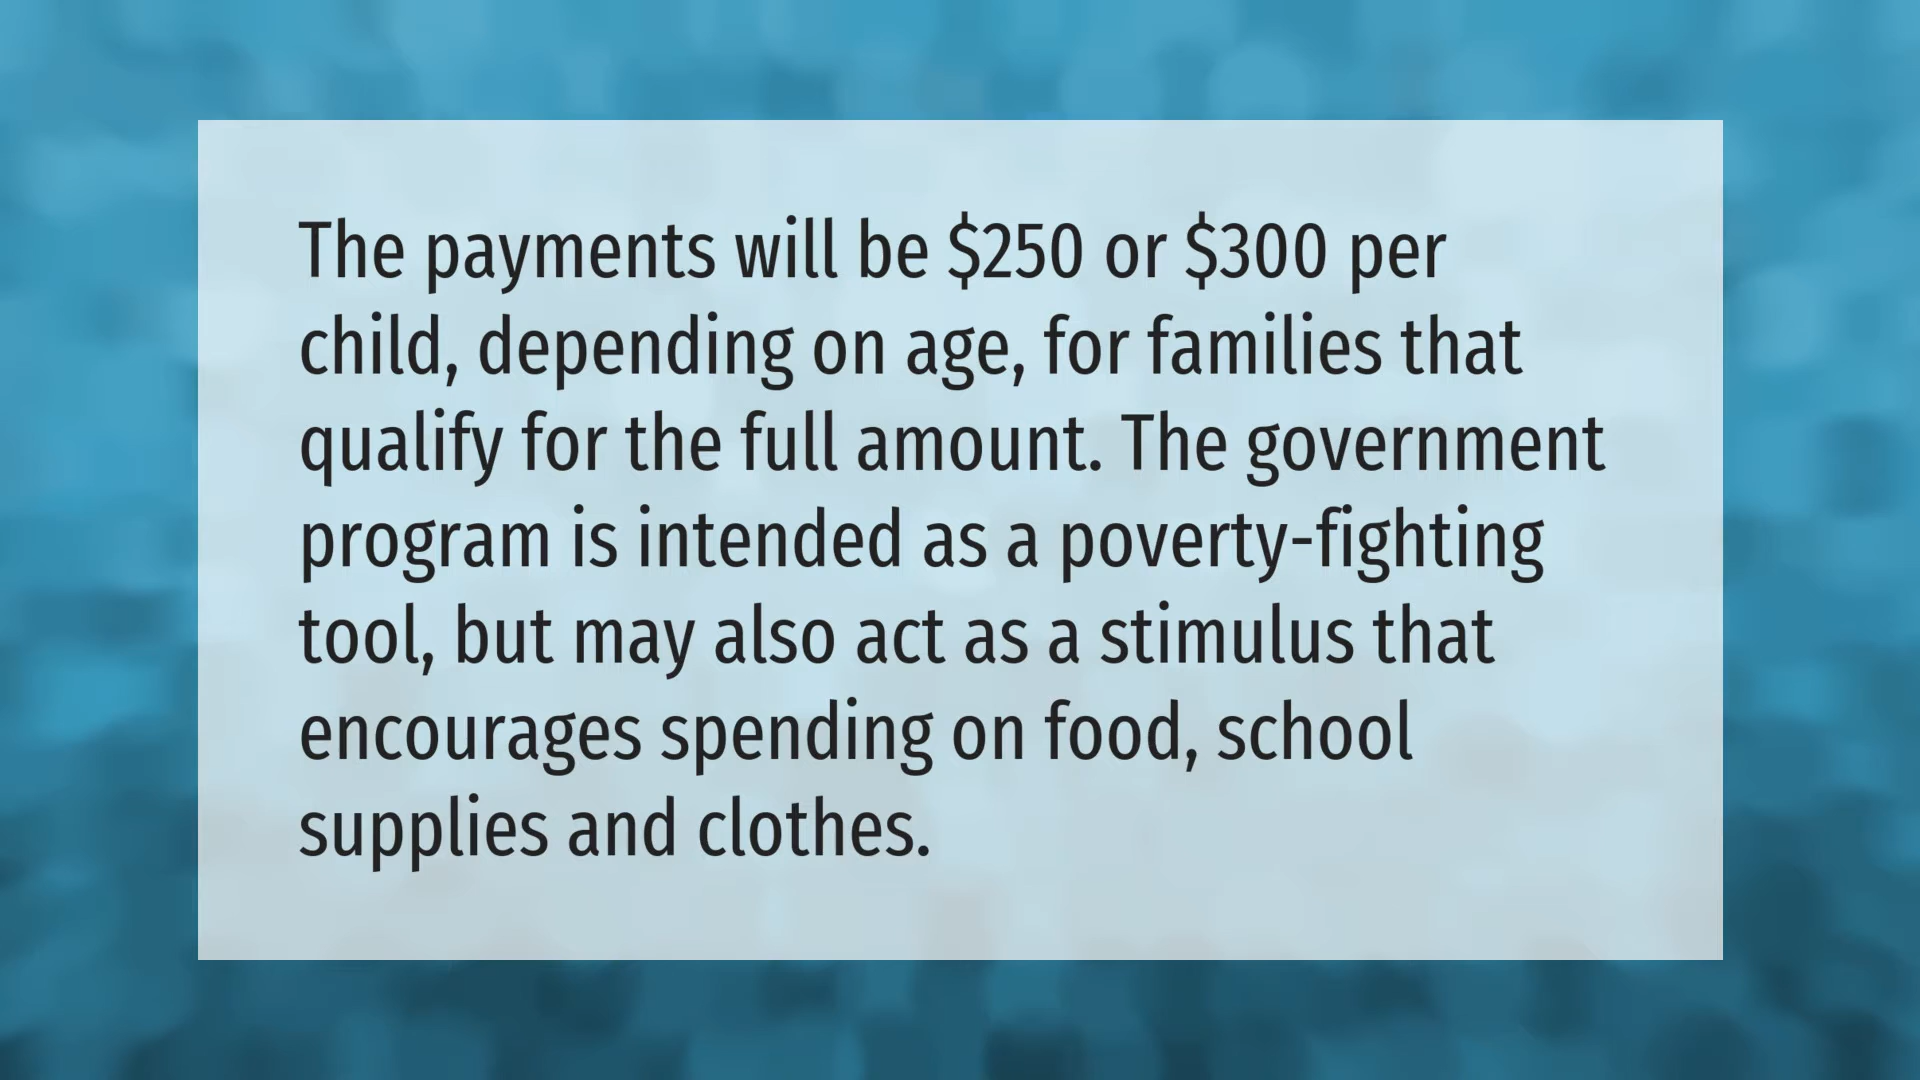 The payments will be $250 or $300 per
child, depending on age, for families that
qualify for the full amount. The government
program is intended as a poverty-fighting
tool, but may also act as a stimulus that
encourages spending on food, school
supplies and clothes.